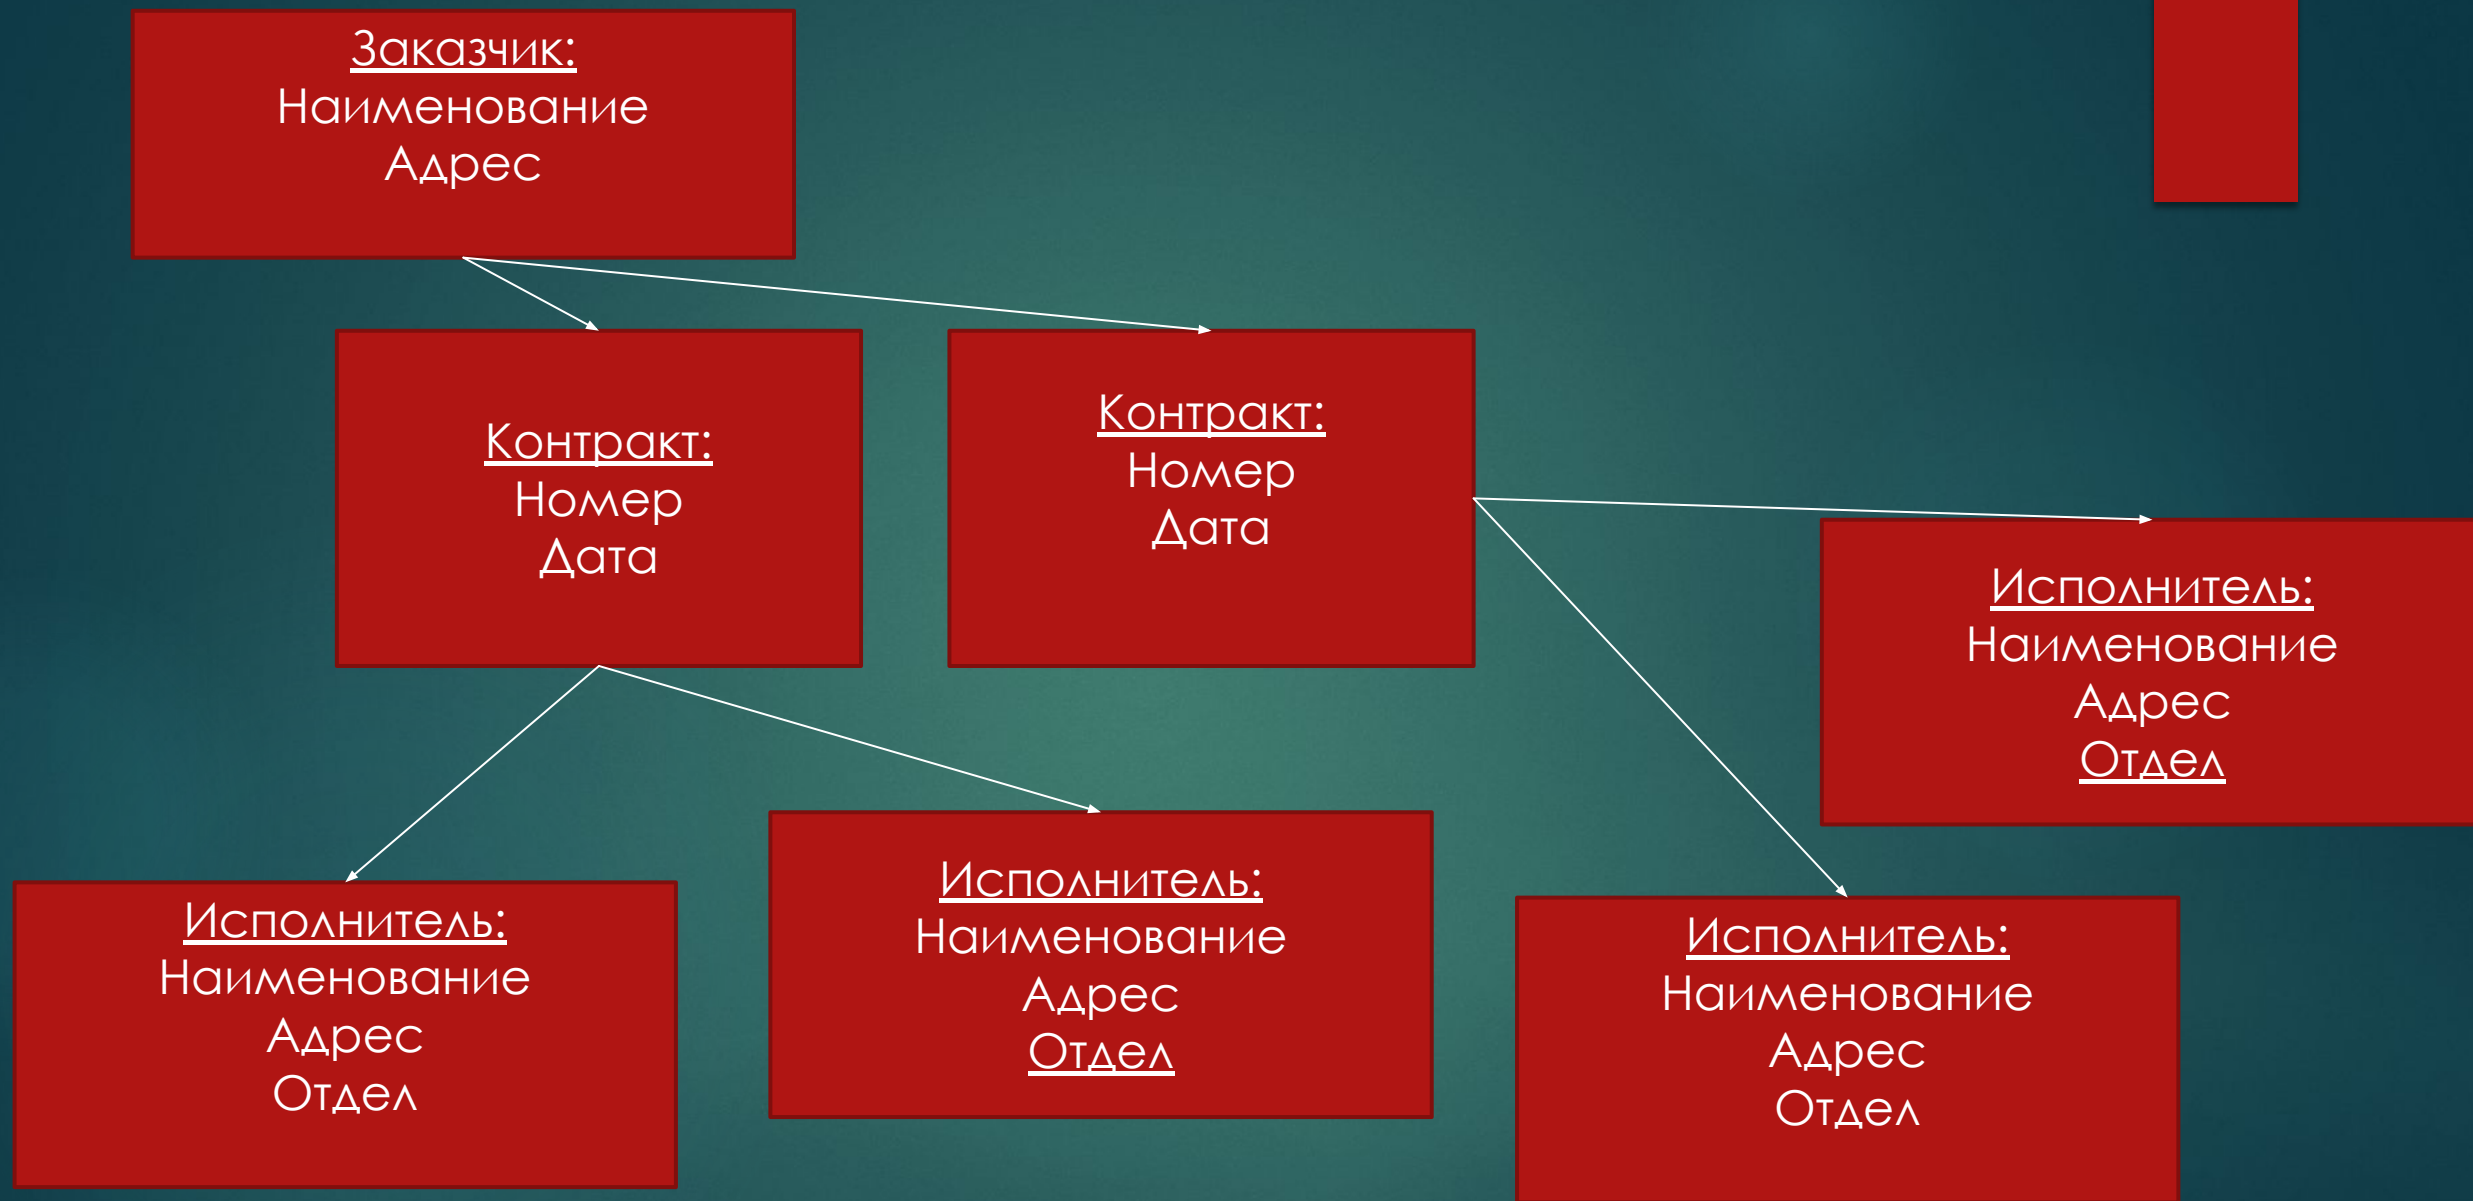 Заказчик:
Наименование
Адрес
Контракт:
Номер
Дата
Контракт:
Номер
Дата
Исполнитель:
Наименование
Адрес
Отдел
Исполнитель:
Наименование
Адрес
Отдел
Исполнитель:
Наименование
Адрес
Отдел
Исполнитель:
Наименование
Адрес
Отдел